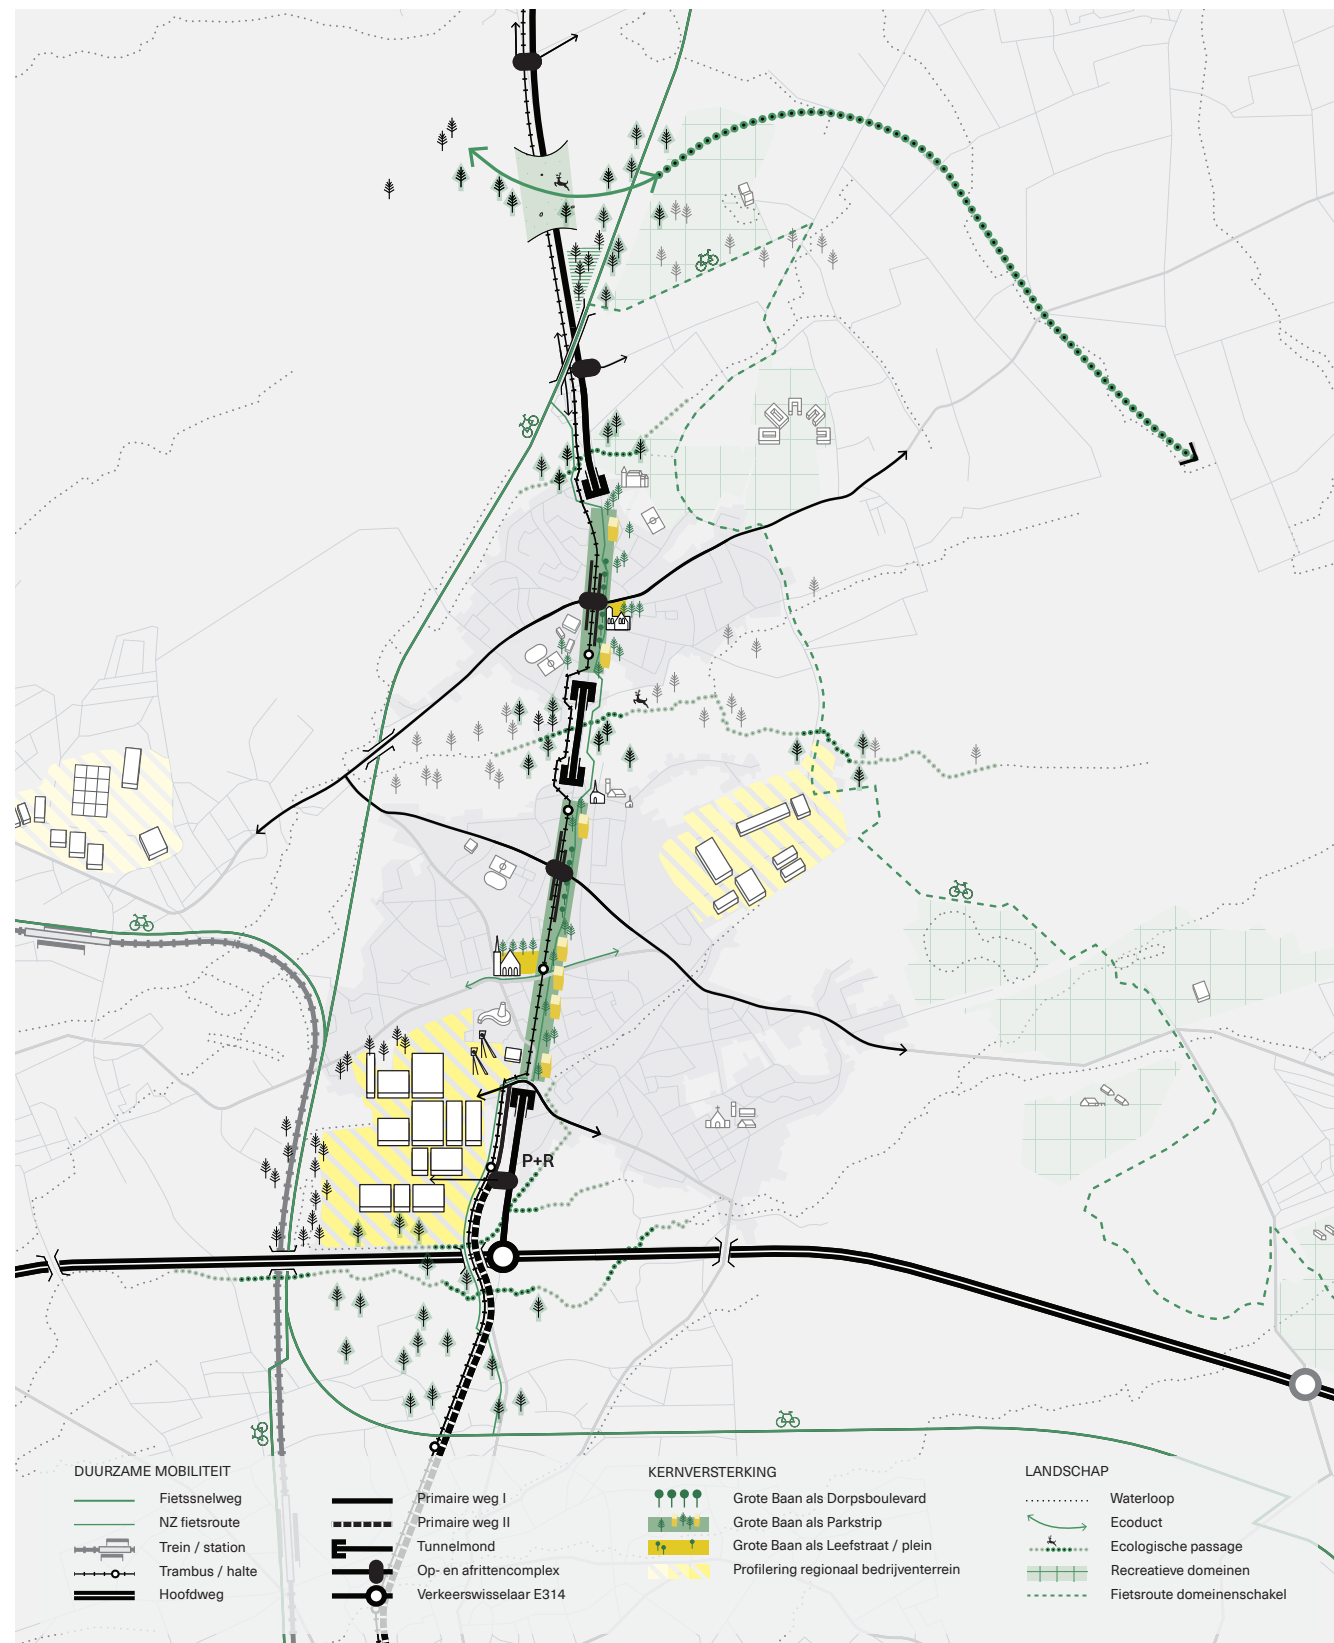 P+R
DUURZAME MOBILITEIT
Fietssnelweg
NZ fietsroute
Trein / station
Trambus / halte
Hoofdweg
Primaire weg I
Primaire weg II
Tunnelmond
Op- en afrittencomplex
Verkeerswisselaar E314
KERNVERSTERKING
Grote Baan als Dorpsboulevard
Grote Baan als Parkstrip
Grote Baan als Leefstraat / plein
Profilering regionaal bedrijventerrein
LANDSCHAP
Waterloop
Ecoduct
Ecologische passage
Recreatieve domeinen
Fietsroute domeinenschakel